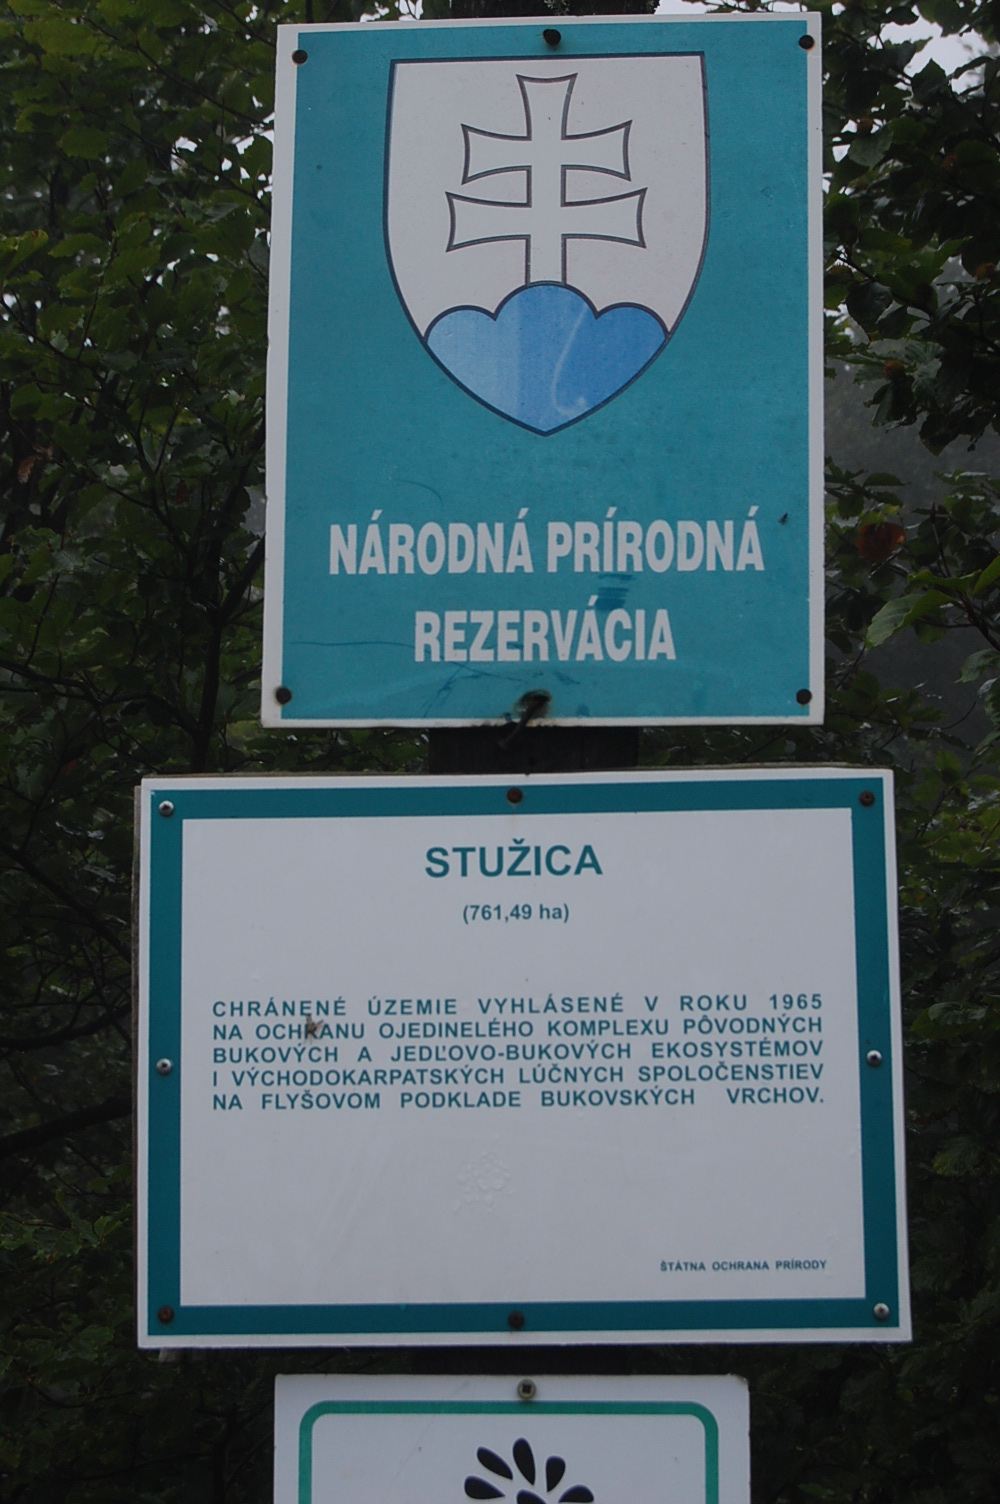 NÁRODNÁ PRÍRODNÁ
REZERVÁCIA
STUŽICA
(761,49 ha)
CHRÁNENÉ ÚZEMIE VYHLÁSENÉ V ROKU 1965
NA OCHRANU OJEDINELÉHO KOMPLEXU PÔVODNÝCH
BUKOVÝCH A JEDĽOVO-BUKOVÝCH EKOSYSTÉMOV
I VÝCHODOKARPATSKÝCH LÚČNYCH SPOLOČENSTIEV
NA FLYŠOVOM PODKLADE BUKOVSKÝCH VRCHOV.
ŠTÁTNA OCHRANA PRÍRODY